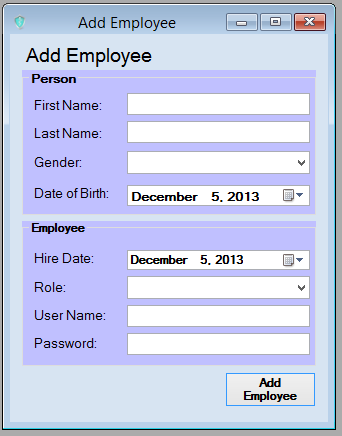 Add Employee
Add Employee
Person
First Name:
Last Name:
Gender:
Date of Birth: December 5, 2013
Employee
Hire Date: December 5, 2013
Role:
User Name:
Password:
Add
Employee